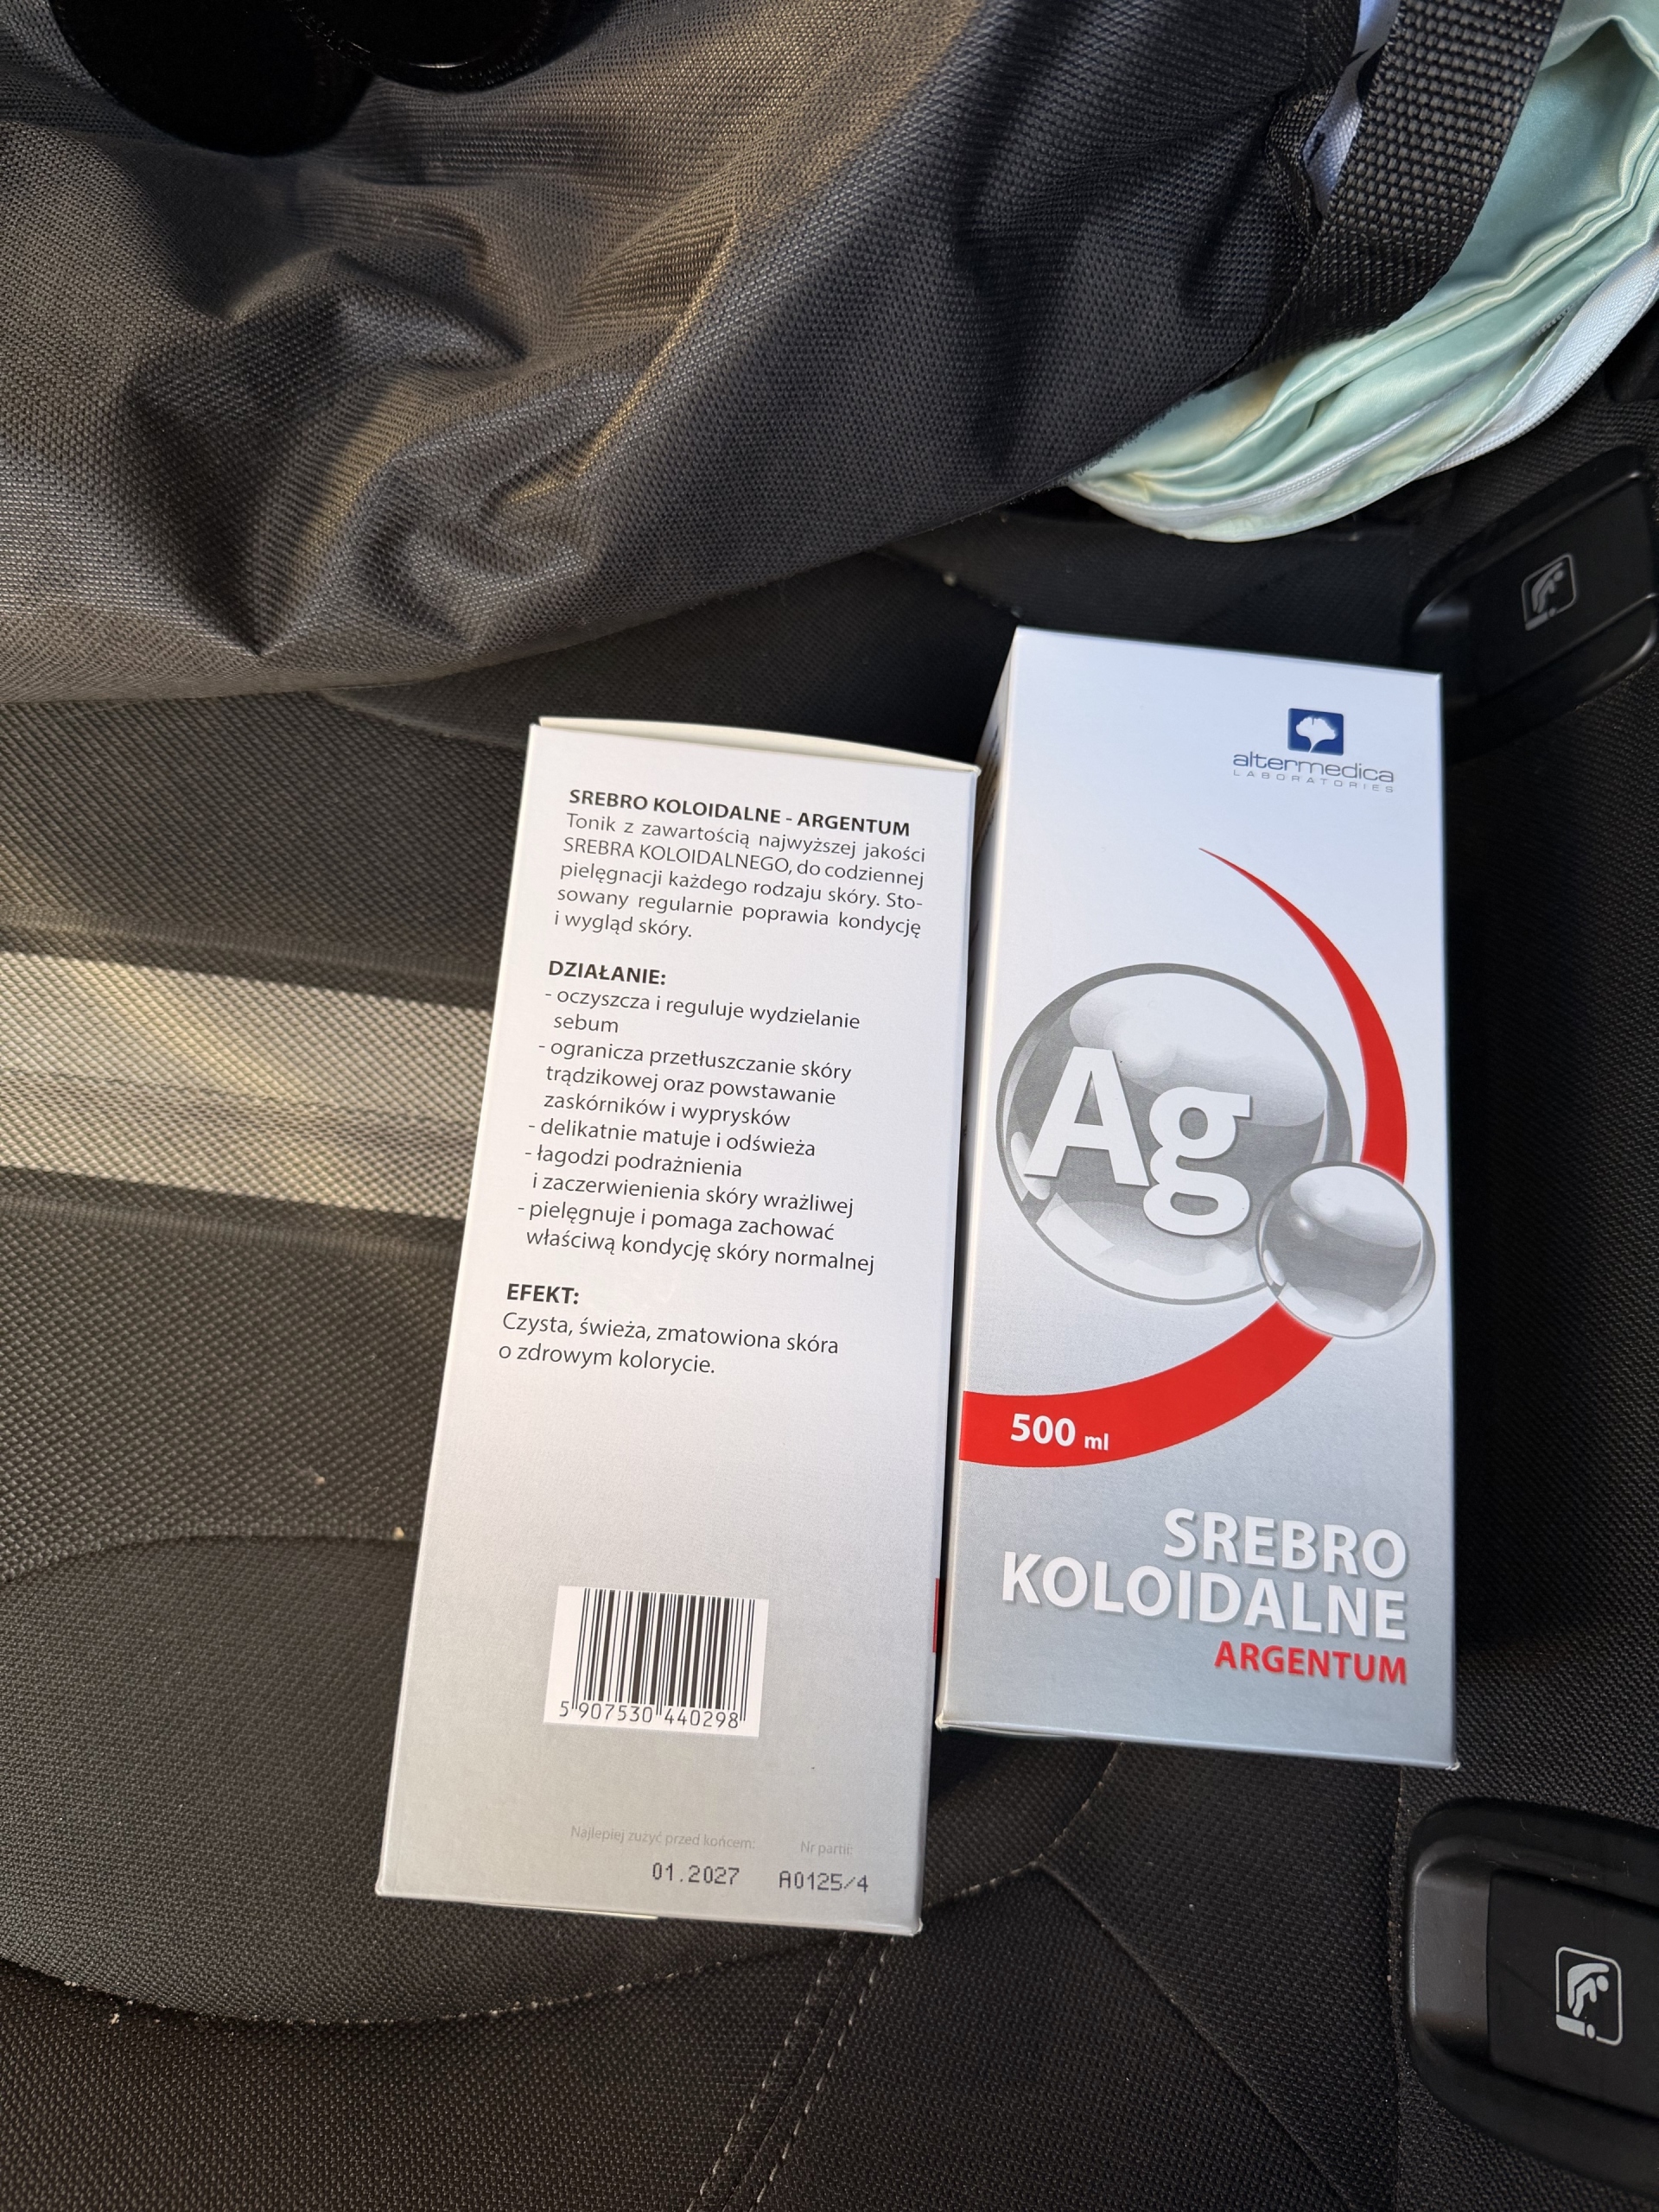 SREBRO KOLOIDALNE - ARGENTUM
Tonik z zawartością najwyższej jakości
SREBRA KOLOIDALNEGO, do codziennej
pielęgnacji każdego rodzaju skóry. Sto-
sowany regularnie poprawia kondycję
i wygląd skóry.
DZIAŁANIE:
- oczyszcza i reguluje wydzielanie
sebum
- ogranicza przetłuszczanie skóry
trądzikowej oraz powstawanie
zaskórników i wyprysków
- delikatnie matuje i odświeża
- łagodzi podrażnienia
i zaczerwienienia skóry wrażliwej
- pielęgnuje i pomaga zachować
właściwą kondycję skóry normalnej
EFEKT:
Czysta, świeża, zmatowiona skóra
o zdrowym kolorycie.
5 907530 440298
Najlepiej zużyć przed końcem: Nr partii:
01.2027 A0125/4
altermedica
LABORATORIES
Ag
500 ml
SREBRO
KOLOIDALNE
ARGENTUM